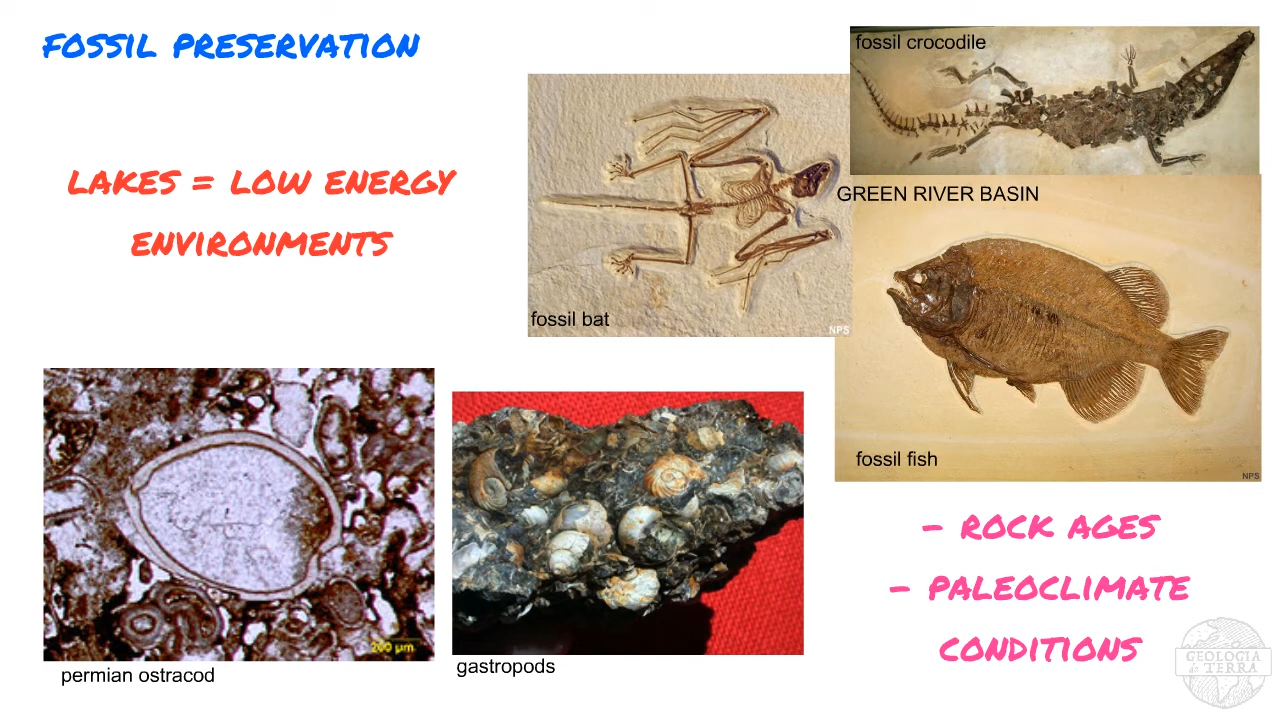 FOSSIL PRESERVATION
LAKES = LOW ENERGY
ENVIRONMENTS
fossil crocodile
GREEN RIVER BASIN
fossil bat
NPS
fossil fish
NPS
200 µm
permian ostracod
gastropods
- ROCK AGES
- PALEOCLIMATE
CONDITIONS
GEOLOGIA
da TERRA